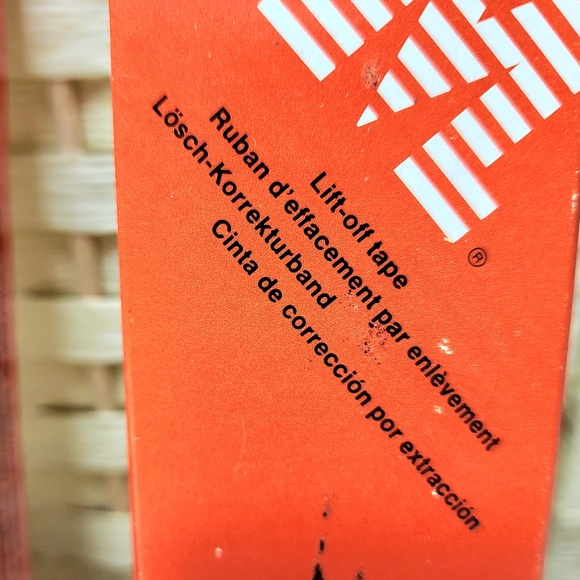 Lift-off tape
Ruban d'effacement par enlèvement
Lösch-Korrekturband
Cinta de corrección por extracción
®